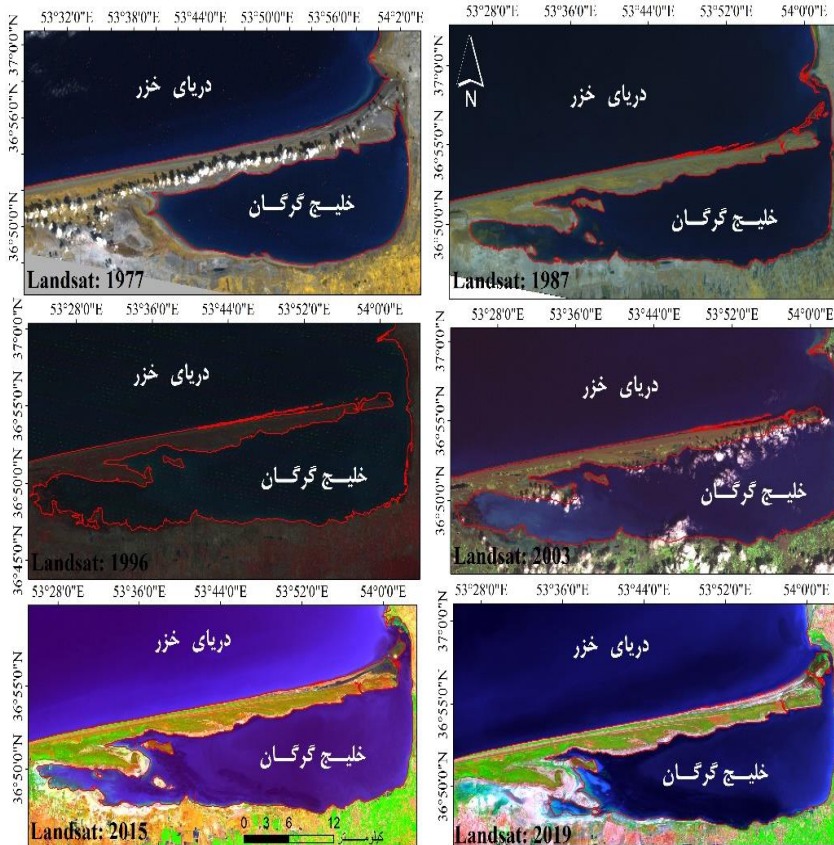 53°32'0"E 53°38'0"E 53°44'0"E 53°50'0"E 53°56'0"E 54°2'0"E
37°0'0"N
36°56'0"N
36°50'0"N
دریای خزر
خلیج گرگان
Landsat: 1977
53°28'0"E 53°36'0"E 53°44'0"E 53°52'0"E 54°0'0"E
37°0'0"N
36°55'0"N
36°50'0"N
N
دریای خزر
خلیج گرگان
Landsat: 1987
53°28'0"E 53°36'0"E 53°44'0"E 53°52'0"E 54°0'0"E
37°0'0"N
36°55'0"N
36°50'0"N
36°45'0"N
دریای خزر
خلیج گرگان
Landsat: 1996
53°28'0"E 53°36'0"E 53°44'0"E 53°52'0"E 54°0'0"E
37°0'0"N
36°55'0"N
36°50'0"N
دریای خزر
خلیج گرگان
Landsat: 2003
53°28'0"E 53°36'0"E 53°44'0"E 53°52'0"E 54°0'0"E
36°55'0"N
36°50'0"N
دریای خزر
خلیج گرگان
Landsat: 2015
0 3 6 12
کیلومتر
53°28'0"E 53°36'0"E 53°44'0"E 53°52'0"E 54°0'0"E
37°0'0"N
36°55'0"N
36°50'0"N
دریای خزر
خلیج گرگان
Landsat: 2019